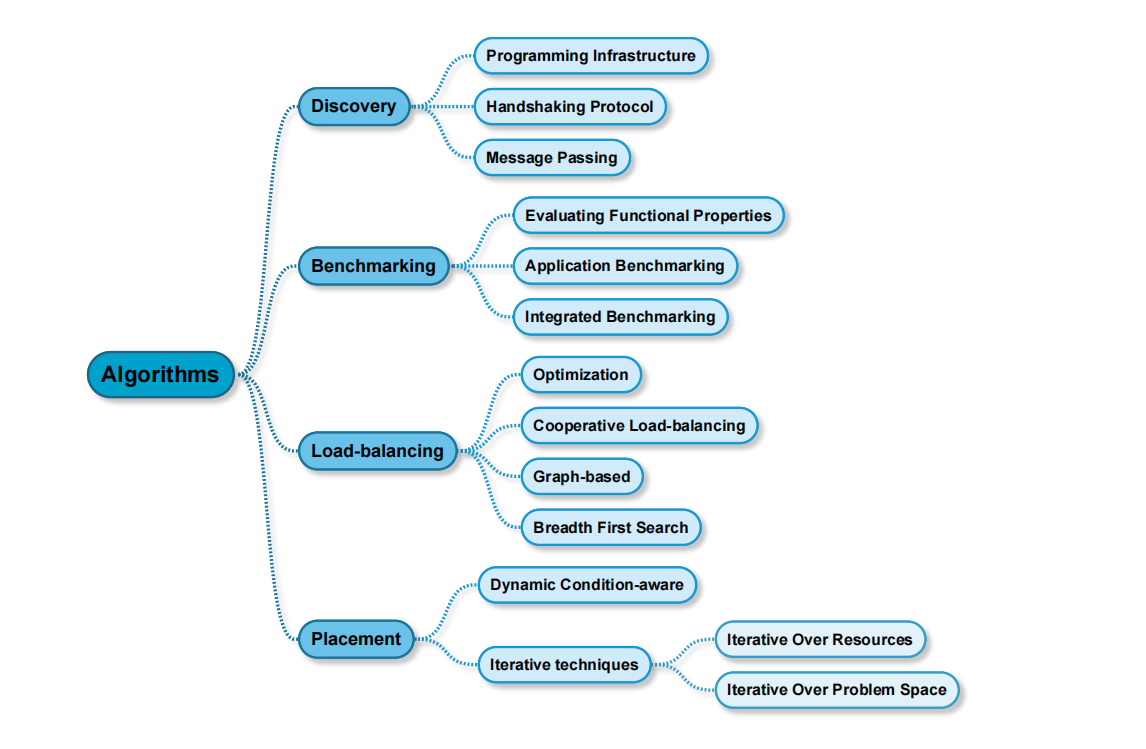 Algorithms
Discovery
Programming Infrastructure
Handshaking Protocol
Message Passing
Benchmarking
Evaluating Functional Properties
Application Benchmarking
Integrated Benchmarking
Load-balancing
Optimization
Cooperative Load-balancing
Graph-based
Breadth First Search
Placement
Dynamic Condition-aware
Iterative techniques
Iterative Over Resources
Iterative Over Problem Space